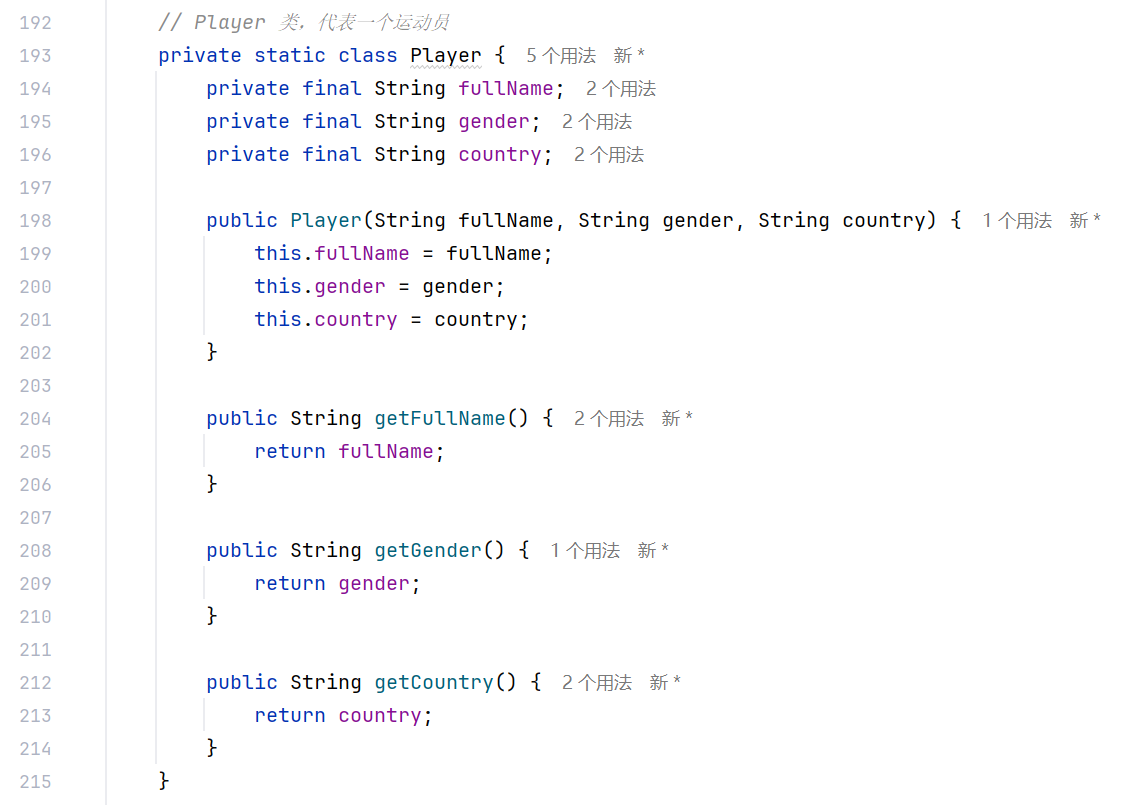 192 // Player 类，代表一个运动员
193 private static class Player { 5 个用法 新 *
194 private final String fullName; 2 个用法
195 private final String gender; 2 个用法
196 private final String country; 2 个用法
197
198 public Player(String fullName, String gender, String country) { 1 个用法 新 *
199 this.fullName = fullName;
200 this.gender = gender;
201 this.country = country;
202 }
203
204 public String getFullName() { 2 个用法 新 *
205 return fullName;
206 }
207
208 public String getGender() { 1 个用法 新 *
209 return gender;
210 }
211
212 public String getCountry() { 2 个用法 新 *
213 return country;
214 }
215 }